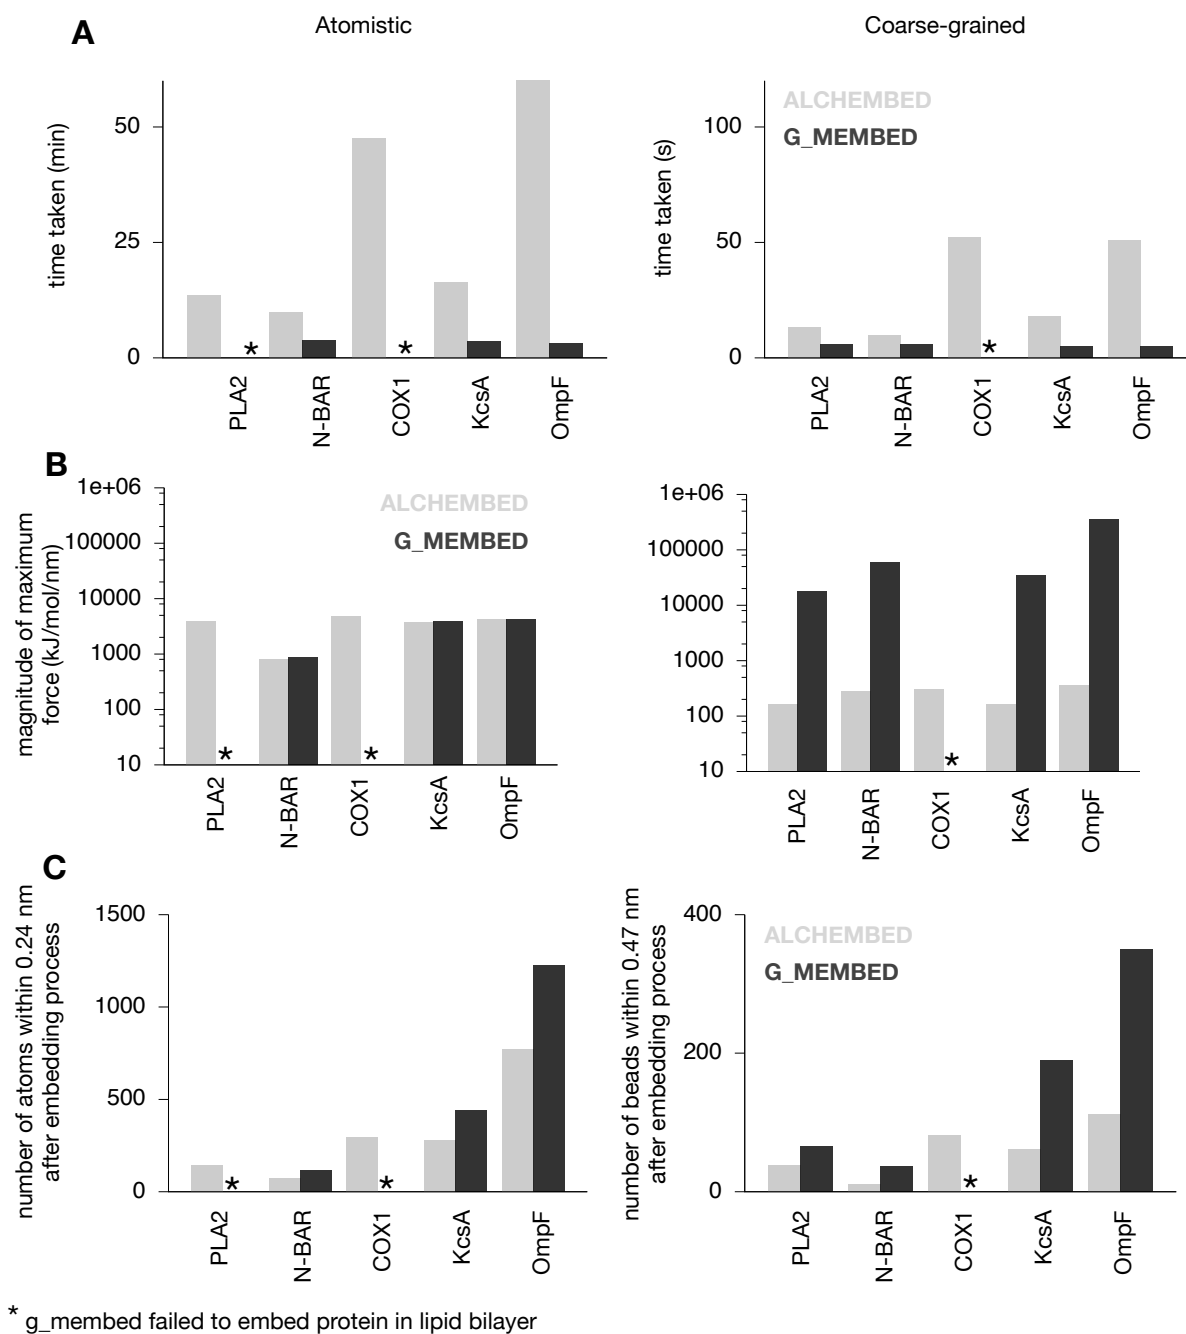 A
Atomistic
Coarse-grained
time taken (min)
50
25
0
*
*
PLA2
N-BAR
COX1
KcsA
OmpF
time taken (s)
100
50
0
ALCHEMBED
G_MEMBED
*
PLA2
N-BAR
COX1
KcsA
OmpF
B
magnitude of maximum
force (kJ/mol/nm)
1e+06
100000
10000
1000
100
10
ALCHEMBED
G_MEMBED
*
*
PLA2
N-BAR
COX1
KcsA
OmpF
1e+06
100000
10000
1000
100
10
*
PLA2
N-BAR
COX1
KcsA
OmpF
C
number of atoms within 0.24 nm
after embedding process
1500
1000
500
0
*
*
PLA2
N-BAR
COX1
KcsA
OmpF
number of beads within 0.47 nm
after embedding process
400
200
0
ALCHEMBED
G_MEMBED
*
PLA2
N-BAR
COX1
KcsA
OmpF
* g_membed failed to embed protein in lipid bilayer